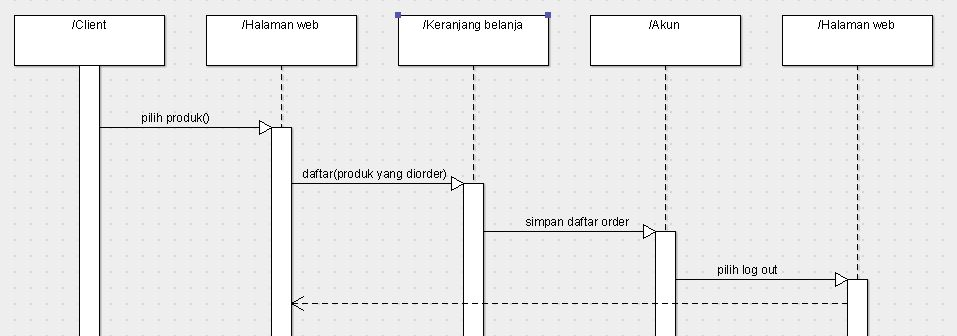 /Client
/Halaman web
/Keranjang belanja
/Akun
/Halaman web
pilih produk()
daftar(produk yang diorder)
simpan daftar order
pilih log out